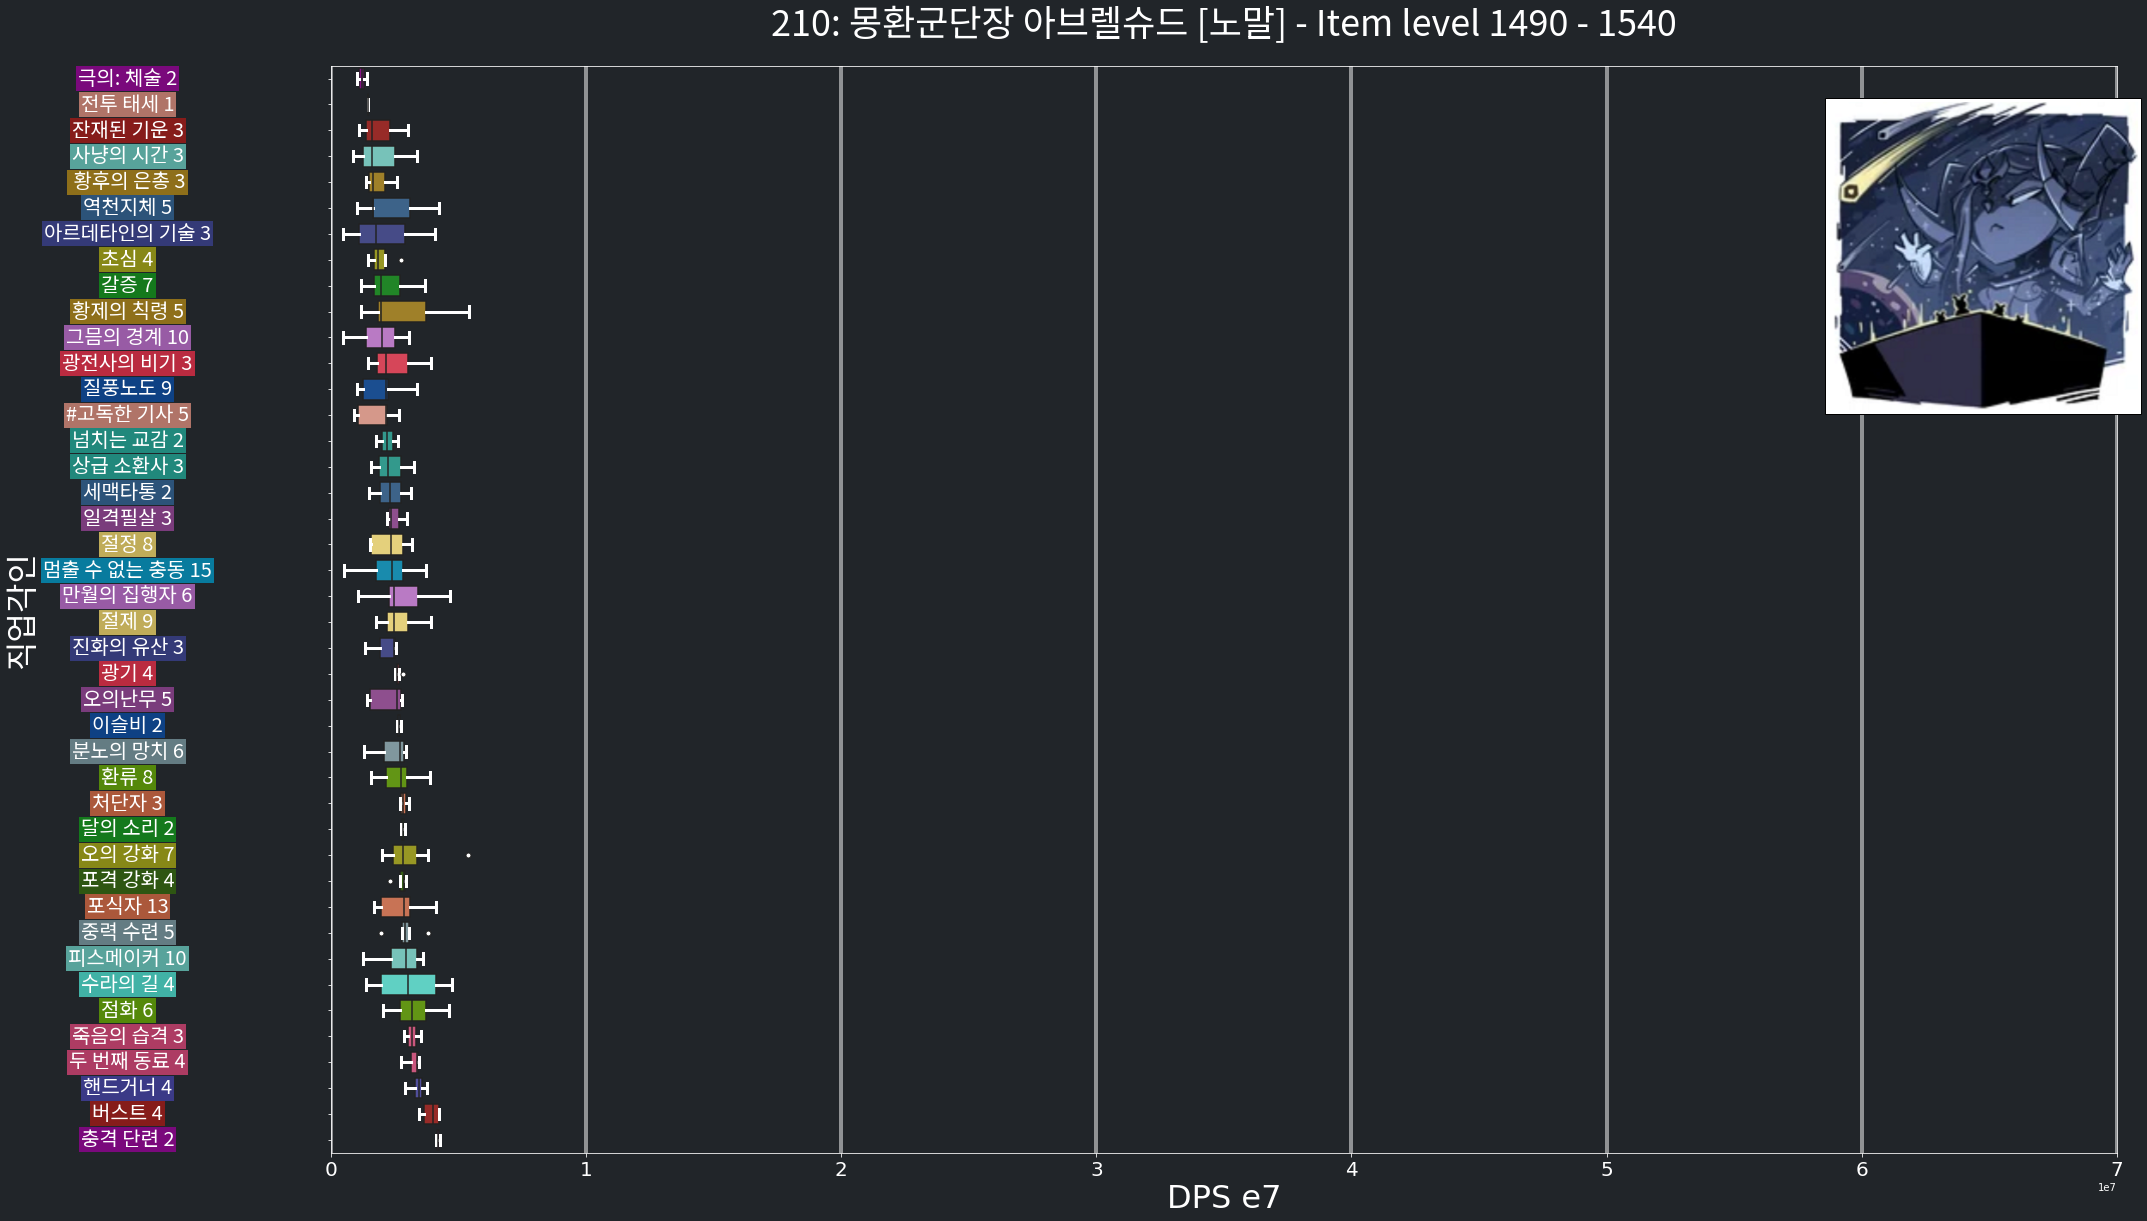 210: 몽환군단장 아브렐슈드 [노말] - Item level 1490 - 1540
극의: 체술 2
전투 태세 1
잔재된 기운 3
사냥의 시간 3
황후의 은총 3
역천지체 5
아르데타인의 기술 3
초심 4
갈증 7
황제의 칙령 5
그믐의 경계 10
광전사의 비기 3
질풍노도 9
#고독한 기사 5
넘치는 교감 2
상급 소환사 3
세맥타통 2
일격필살 3
절정 8
멈출 수 없는 충동 15
만월의 집행자 6
절제 9
진화의 유산 3
광기 4
오의난무 5
이슬비 2
분노의 망치 6
환류 8
처단자 3
달의 소리 2
오의 강화 7
포격 강화 4
포식자 13
중력 수련 5
피스메이커 10
수라의 길 4
점화 6
죽음의 습격 3
두 번째 동료 4
핸드거너 4
버스트 4
충격 단련 2
직업각인
0 1 2 3 4 5 6 7
1e7
DPS e7